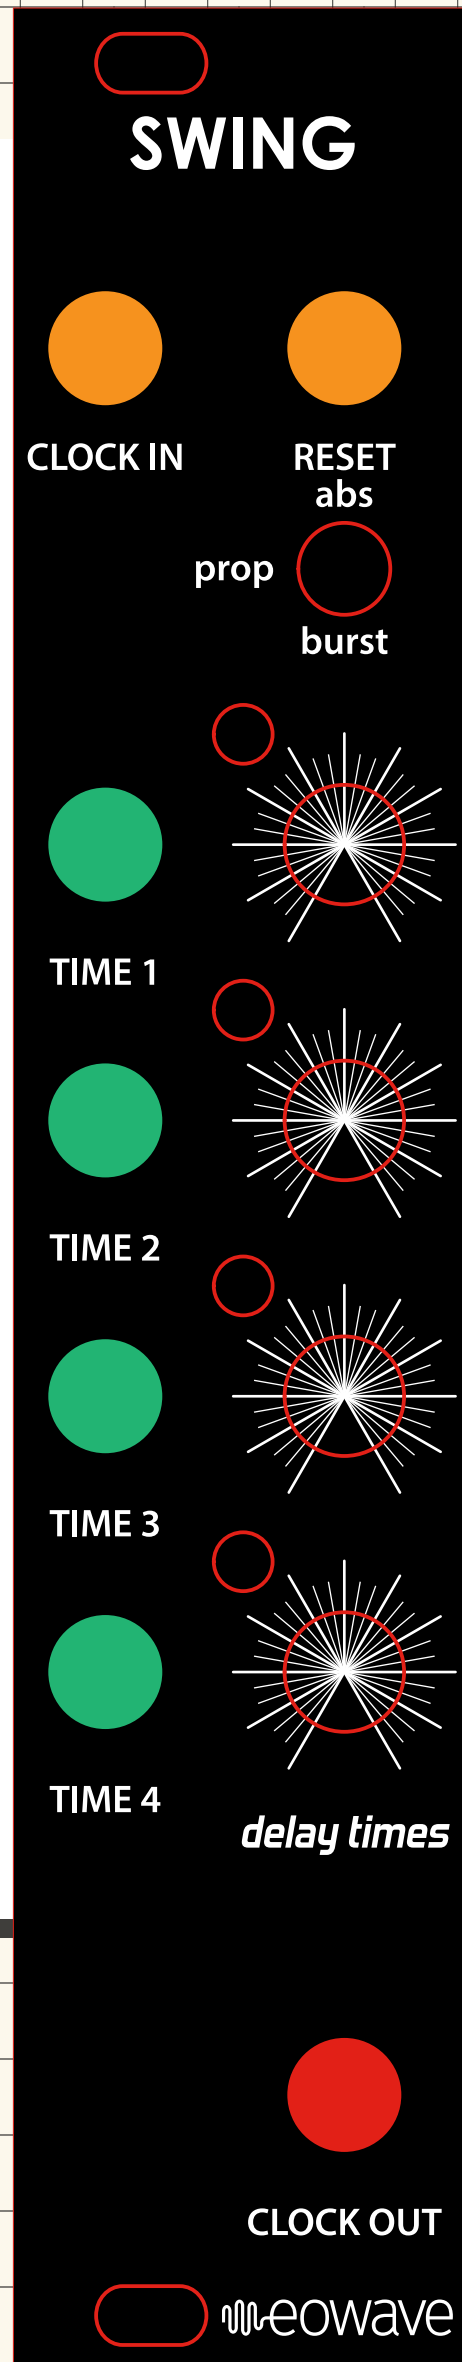 SWING
CLOCK IN
RESET
abs
prop
burst
TIME 1
TIME 2
TIME 3
TIME 4
delay times
CLOCK OUT
eowave